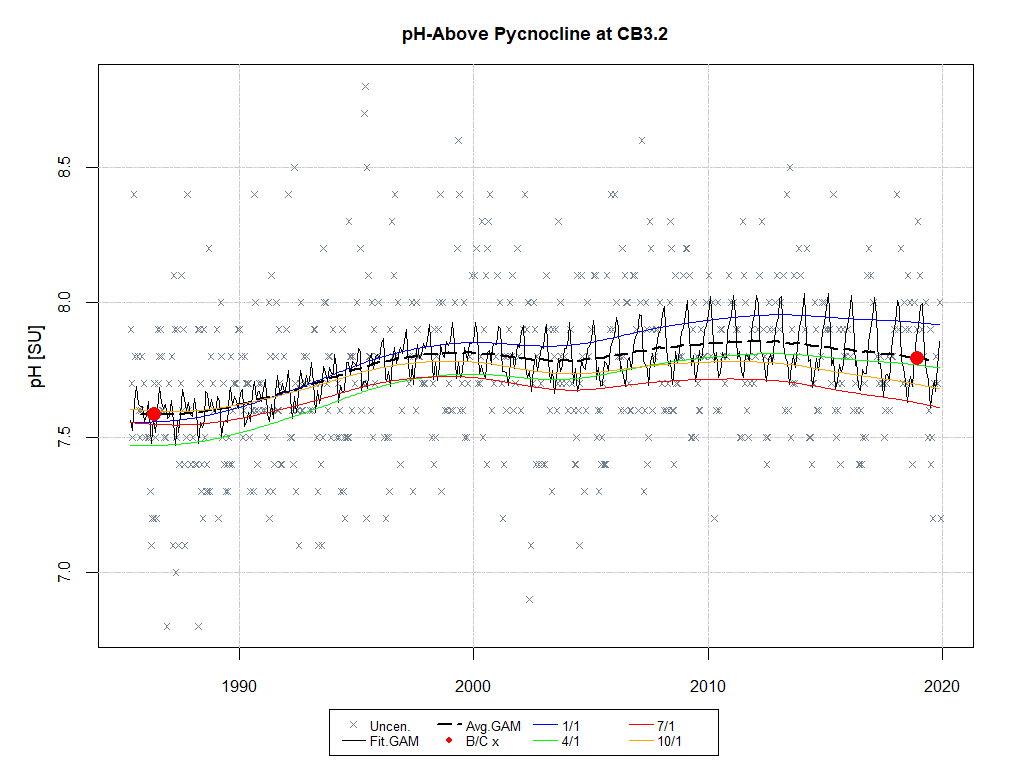 pH-Above Pycnocline at CB3.2
pH [SU]
8.5
8.0
7.5
7.0
1990 2000 2010 2020
Uncen. Avg.GAM 1/1 7/1
Fit.GAM B/C x 4/1 10/1